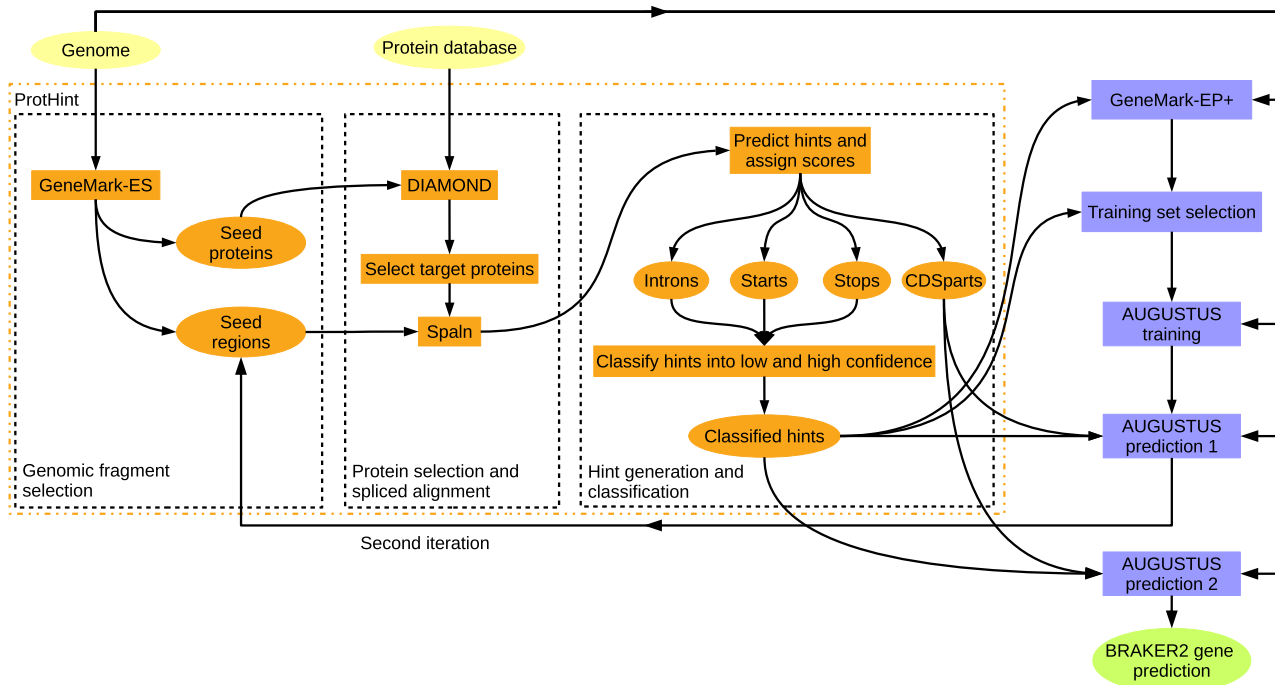 Genome
Protein database
ProtHint
GeneMark-ES
Seed
proteins
Seed
regions
Genomic fragment
selection
DIAMOND
Select target proteins
Spaln
Protein selection and
spliced alignment
Predict hints and
assign scores
Introns
Starts
Stops
CDSparts
Classify hints into low and high confidence
Classified hints
Hint generation and
classification
Second iteration
GeneMark-EP+
Training set selection
AUGUSTUS
training
AUGUSTUS
prediction 1
AUGUSTUS
prediction 2
BRAKER2 gene
prediction